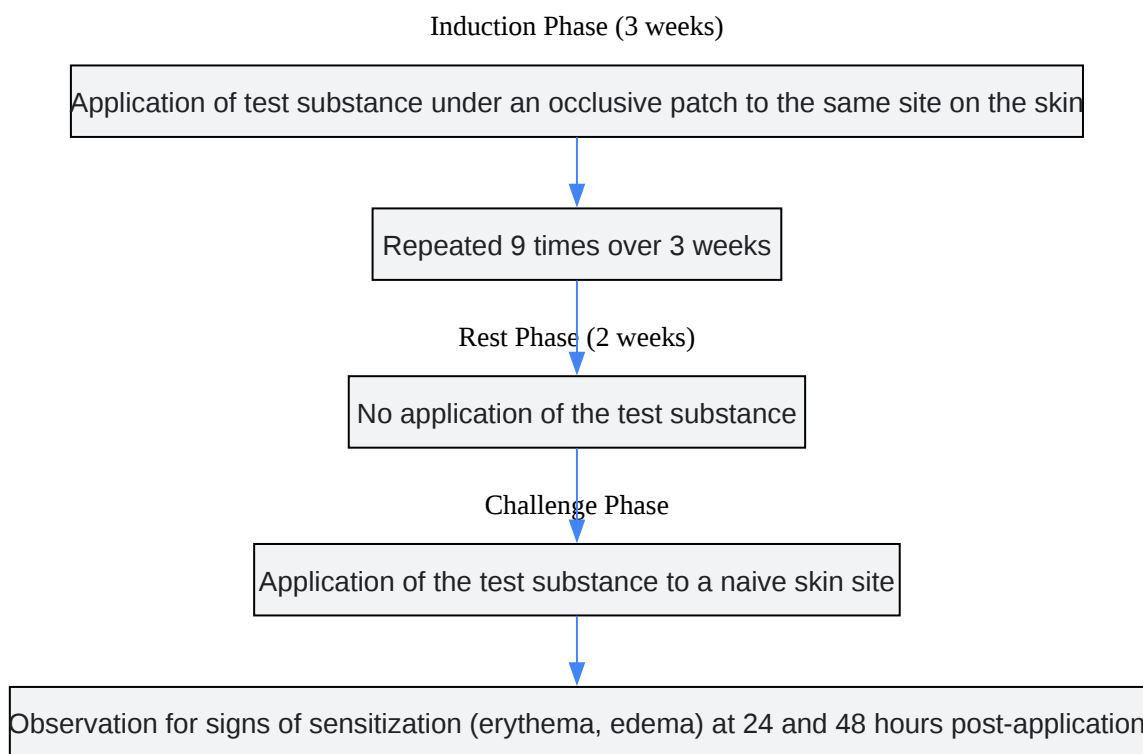 Induction Phase (3 weeks)
Application of test substance under an occlusive patch to the same site on the skin
Repeated 9 times over 3 weeks
Rest Phase (2 weeks)
No application of the test substance
Challenge Phase
Application of the test substance to a naive skin site
Observation for signs of sensitization (erythema, edema) at 24 and 48 hours post-application